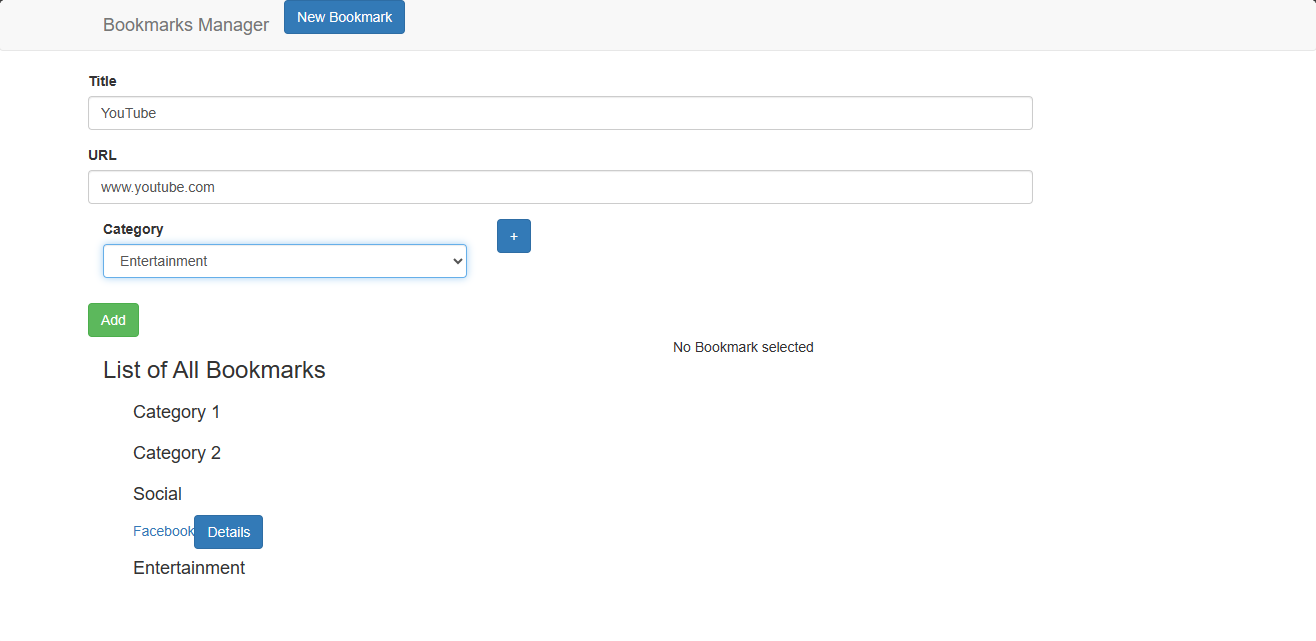 Bookmarks Manager New Bookmark
Title
YouTube
URL
www.youtube.com
Category
+
Entertainment
Add
No Bookmark selected
List of All Bookmarks
Category 1
Category 2
Social
Facebook Details
Entertainment